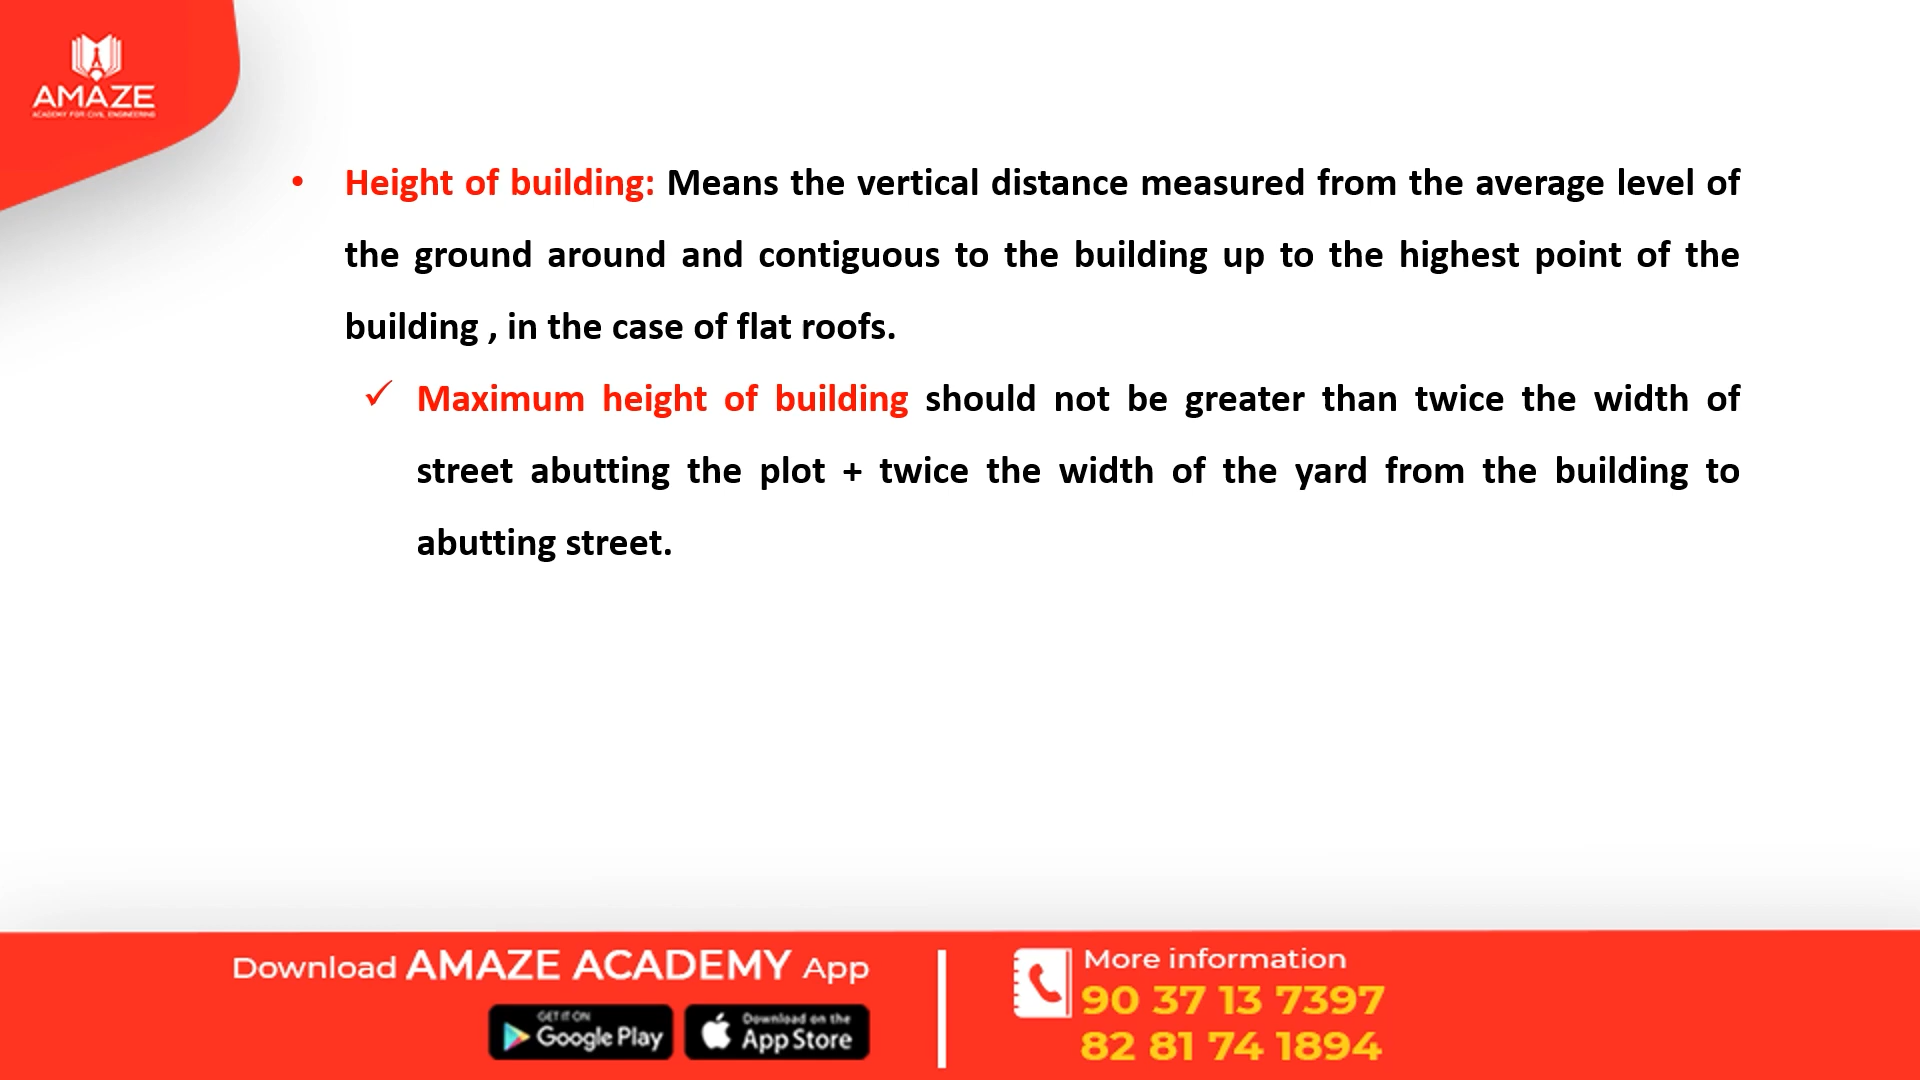 AMAZE
ACADEMY FOR CIVIL ENGINEERING
• Height of building: Means the vertical distance measured from the average level of
the ground around and contiguous to the building up to the highest point of the
building , in the case of flat roofs.
✓ Maximum height of building should not be greater than twice the width of
street abutting the plot + twice the width of the yard from the building to
abutting street.
Download AMAZE ACADEMY App
GET IT ON
Google Play
Download on the
App Store
More information
90 37 13 7397
82 81 74 1894